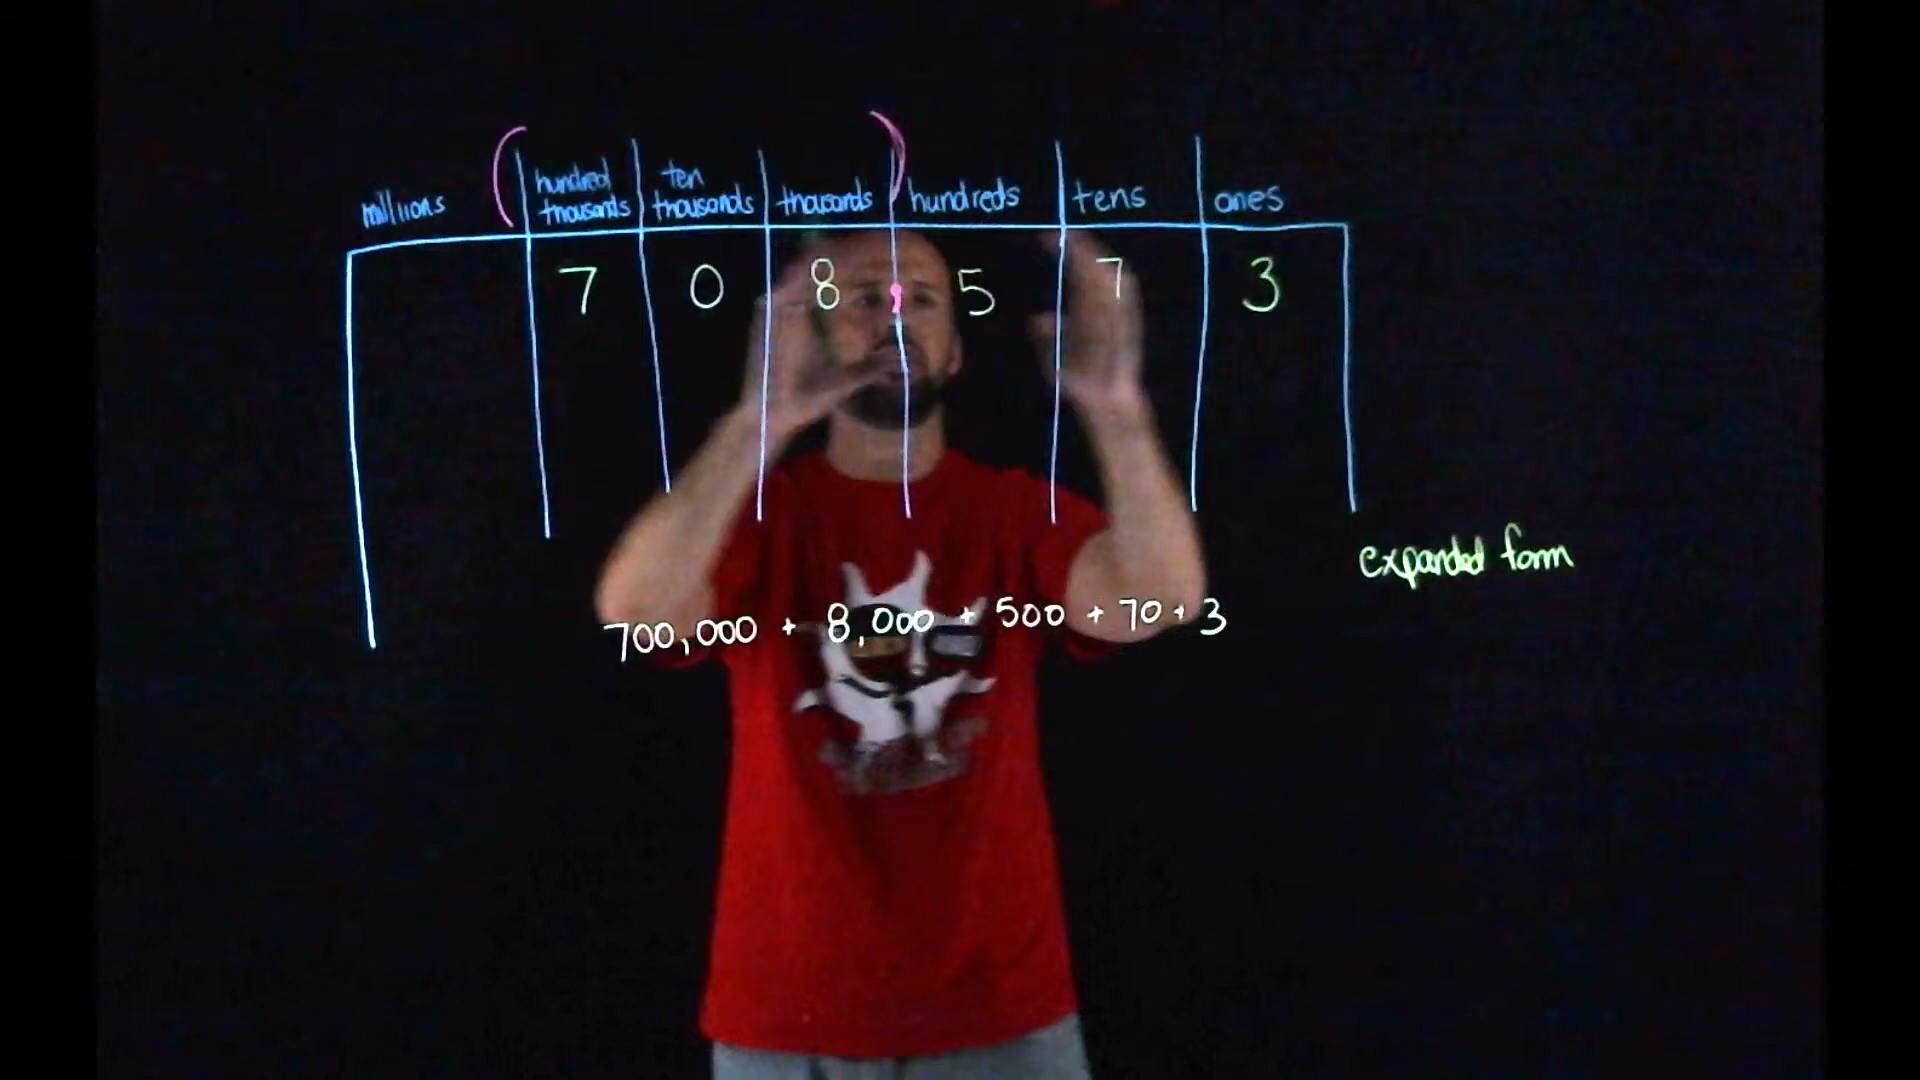 millions hundred thousands ten thousands thousands hundreds tens ones
7 0 8 , 5 7 3
expanded form
700,000 + 8,000 + 500 + 70 + 3